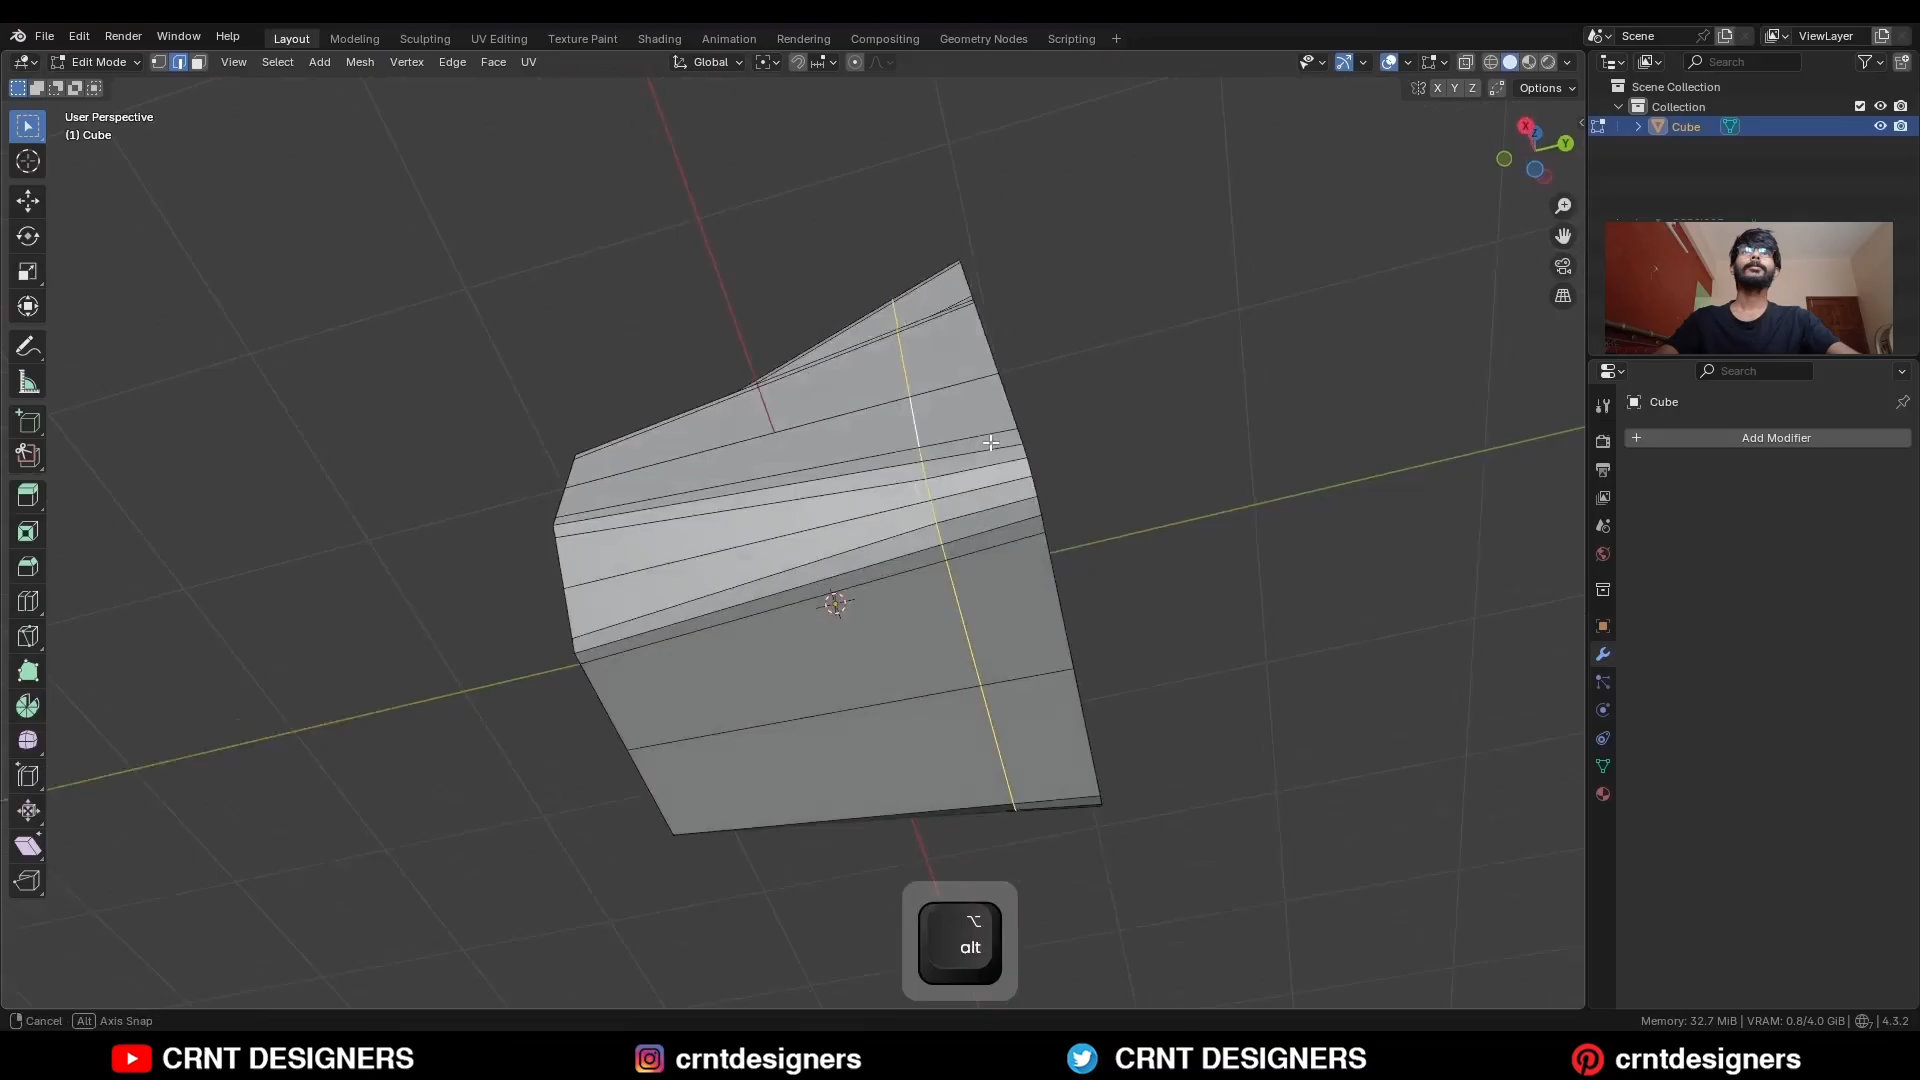 File Edit Render Window Help Layout Modeling Sculpting UV Editing Texture Paint Shading Animation Rendering Compositing Geometry Nodes Scripting + Scene ViewLayer
Edit Mode View Select Add Mesh Vertex Edge Face UV Global Search
X Y Z Options Scene Collection
Collection
User Perspective
(1) Cube
Cube
X
Z
Y
Search
Cube
+ Add Modifier
alt
Cancel Alt Axis Snap
Memory: 32.7 MiB | VRAM: 0.8/4.0 GiB | 7 | 4.3.2
CRNT DESIGNERS crntdesigners CRNT DESIGNERS crntdesigners